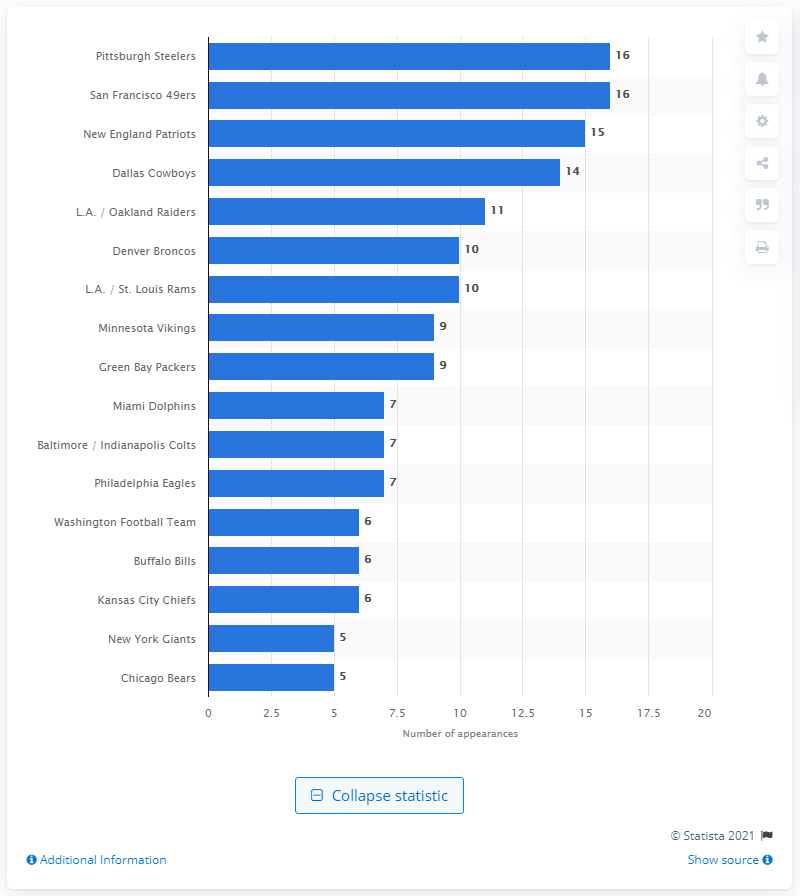 Pittsburgh Steelers 16
San Francisco 49ers 16
New England Patriots 15
Dallas Cowboys 14
L.A. / Oakland Raiders 11
Denver Broncos 10
L.A. / St. Louis Rams 10
Minnesota Vikings 9
Green Bay Packers 9
Miami Dolphins 7
Baltimore / Indianapolis Colts 7
Philadelphia Eagles 7
Washington Football Team 6
Buffalo Bills 6
Kansas City Chiefs 6
New York Giants 5
Chicago Bears 5
0 2.5 5 7.5 10 12.5 15 17.5 20
Number of appearances
Collapse statistic
© Statista 2021
Additional Information Show source